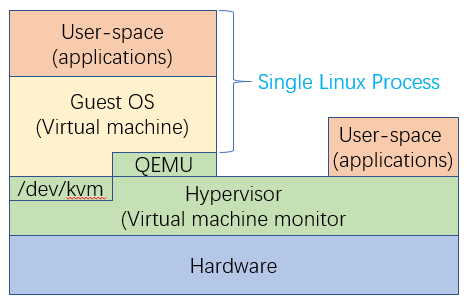 User-space
(applications)
Single Linux Process
Guest OS
(Virtual machine)
User-space
(applications)
QEMU
/dev/kvm
Hypervisor
(Virtual machine monitor
Hardware